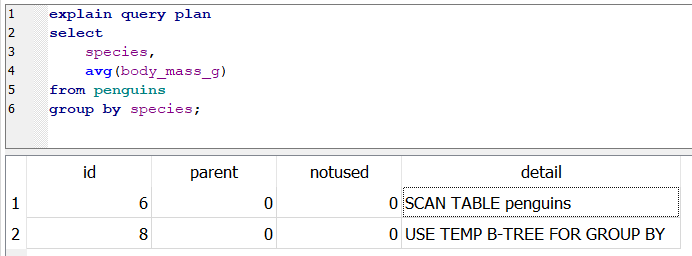 1 explain query plan
2 select
3 species,
4 avg(body_mass_g)
5 from penguins
6 group by species;
id parent notused detail
1 6 0 0 SCAN TABLE penguins
2 8 0 0 USE TEMP B-TREE FOR GROUP BY